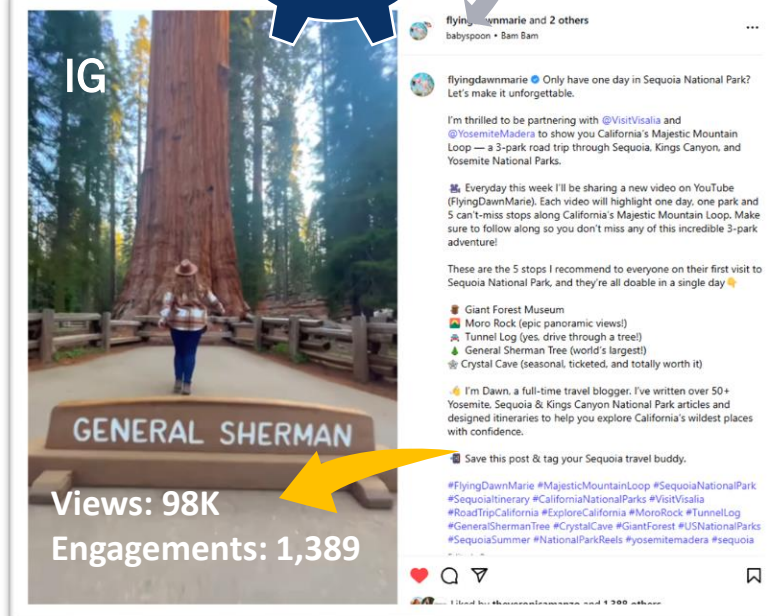 IG
GENERAL SHERMAN
Views: 98K
Engagements: 1,389
and 2 others
babyspoon • Bam Bam
flyingdawnmarie Only have one day in Sequoia National Park?
Let's make it unforgettable.
I'm thrilled to be partnering with @VisitVisalia and
@YosemiteMadera to show you California's Majestic Mountain
Loop — a 3-park road trip through Sequoia, Kings Canyon, and
Yosemite National Parks.
Everyday this week I'll be sharing a new video on YouTube
(FlyingDawnMarie). Each video will highlight one day, one park and
5 can't-miss stops along California's Majestic Mountain Loop. Make
sure to follow along so you don't miss any of this incredible 3-park
adventure!
These are the 5 stops I recommend to everyone on their first visit to
Sequoia National Park, and they're all doable in a single day👇
Giant Forest Museum
Moro Rock (epic panoramic views!)
Tunnel Log (yes, drive through a tree!)
🌲 General Sherman Tree (world's largest!)
Crystal Cave (seasonal, ticketed, and totally worth it)
I'm Dawn, a full-time travel blogger. I've written over 50+
Yosemite, Sequoia & Kings Canyon National Park articles and
designed itineraries to help you explore California's wildest places
with confidence.
Save this post & tag your Sequoia travel buddy.
#FlyingDawnMarie #MajesticMountainLoop #SequoiaNationalPark
#SequoiaItinerary #CaliforniaNationalParks #VisitVisalia
#RoadTripCalifornia #ExploreCalifornia #MoroRock #TunnelLog
#GeneralShermanTree #CrystalCave #GiantForest #USNationalParks
#SequoiaSummer #NationalParkReels #yosemitemadera #sequoia